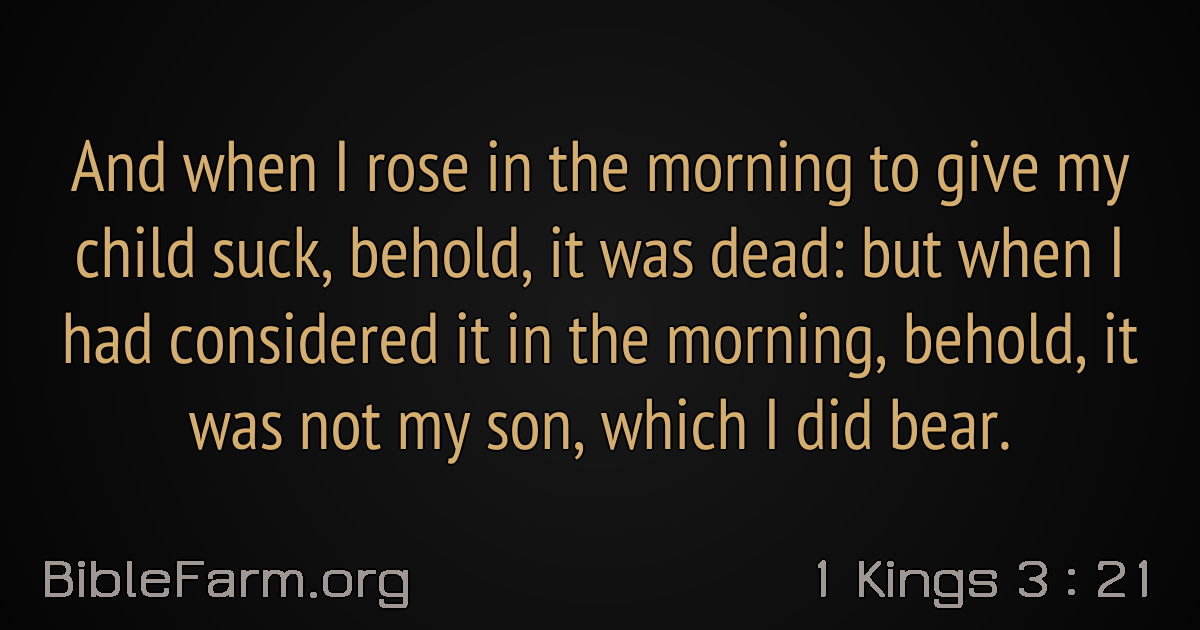 And when I rose in the morning to give my
child suck, behold, it was dead: but when I
had considered it in the morning, behold, it
was not my son, which I did bear.
BibleFarm.org
1 Kings 3 : 21